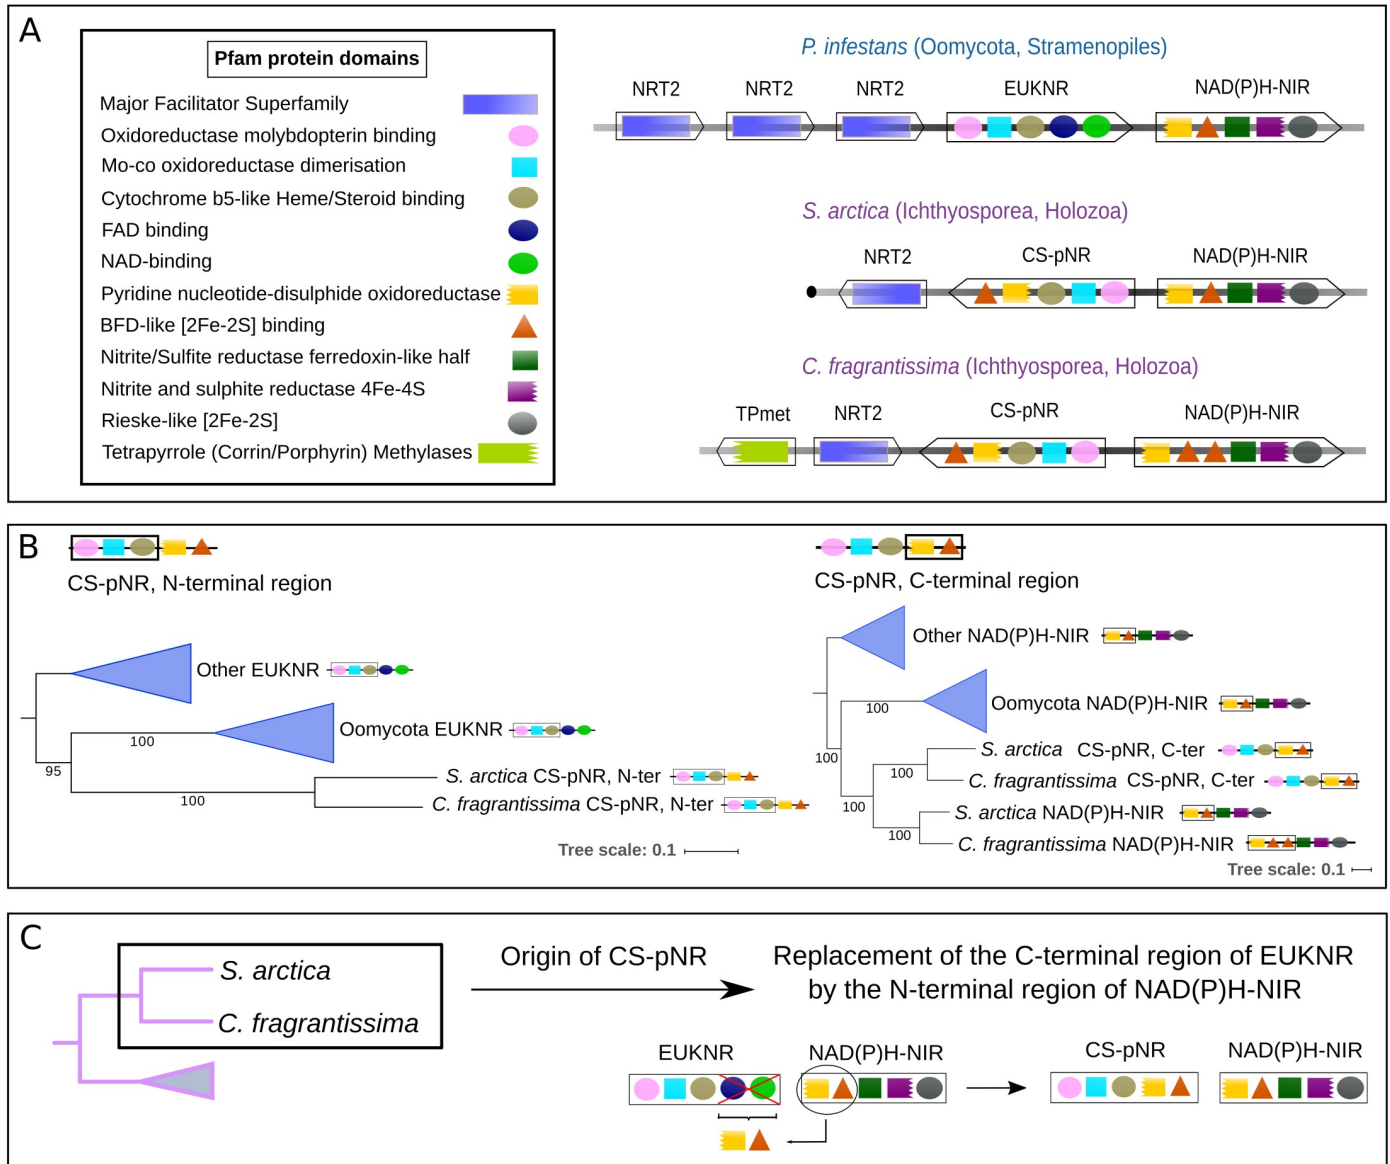 A
Pfam protein domains
Major Facilitator Superfamily
Oxidoreductase molybdopterin binding
Mo-co oxidoreductase dimerisation
Cytochrome b5-like Heme/Steroid binding
FAD binding
NAD-binding
Pyridine nucleotide-disulphide oxidoreductase
BFD-like [2Fe-2S] binding
Nitrite/Sulfite reductase ferredoxin-like half
Nitrite and sulphite reductase 4Fe-4S
Rieske-like [2Fe-2S]
Tetrapyrrole (Corrin/Porphyrin) Methylases
P. infestans (Oomycota, Stramenopiles)
NRT2 NRT2 NRT2 EUKNR NAD(P)H-NIR
S. arctica (Ichthyosporea, Holozoa)
NRT2 CS-pNR NAD(P)H-NIR
C. fragrantissima (Ichthyosporea, Holozoa)
TPmet NRT2 CS-pNR NAD(P)H-NIR
B
CS-pNR, N-terminal region
Other EUKNR
Oomycota EUKNR
100
95
S. arctica CS-pNR, N-ter
100
C. fragrantissima CS-pNR, N-ter
Tree scale: 0.1
CS-pNR, C-terminal region
Other NAD(P)H-NIR
Oomycota NAD(P)H-NIR
100
S. arctica CS-pNR, C-ter
100
100
C. fragrantissima CS-pNR, C-ter
100
S. arctica NAD(P)H-NIR
100
C. fragrantissima NAD(P)H-NIR
Tree scale: 0.1
C
S. arctica
C. fragrantissima
Origin of CS-pNR
Replacement of the C-terminal region of EUKNR
by the N-terminal region of NAD(P)H-NIR
EUKNR NAD(P)H-NIR CS-pNR NAD(P)H-NIR